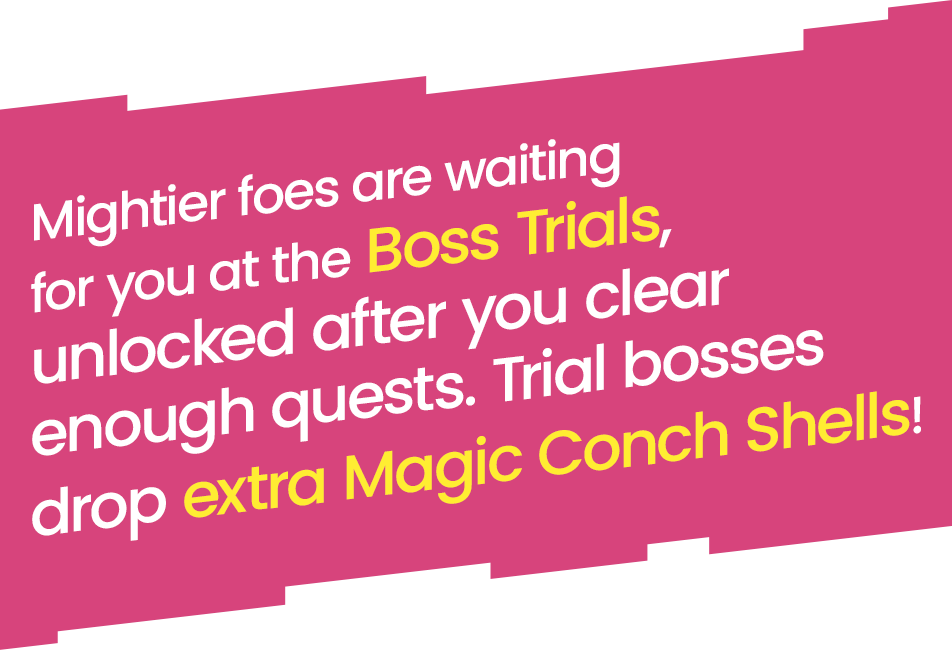 Mightier foes are waiting
for you at the Boss Trials,
unlocked after you clear
enough quests. Trial bosses
drop extra Magic Conch Shells!